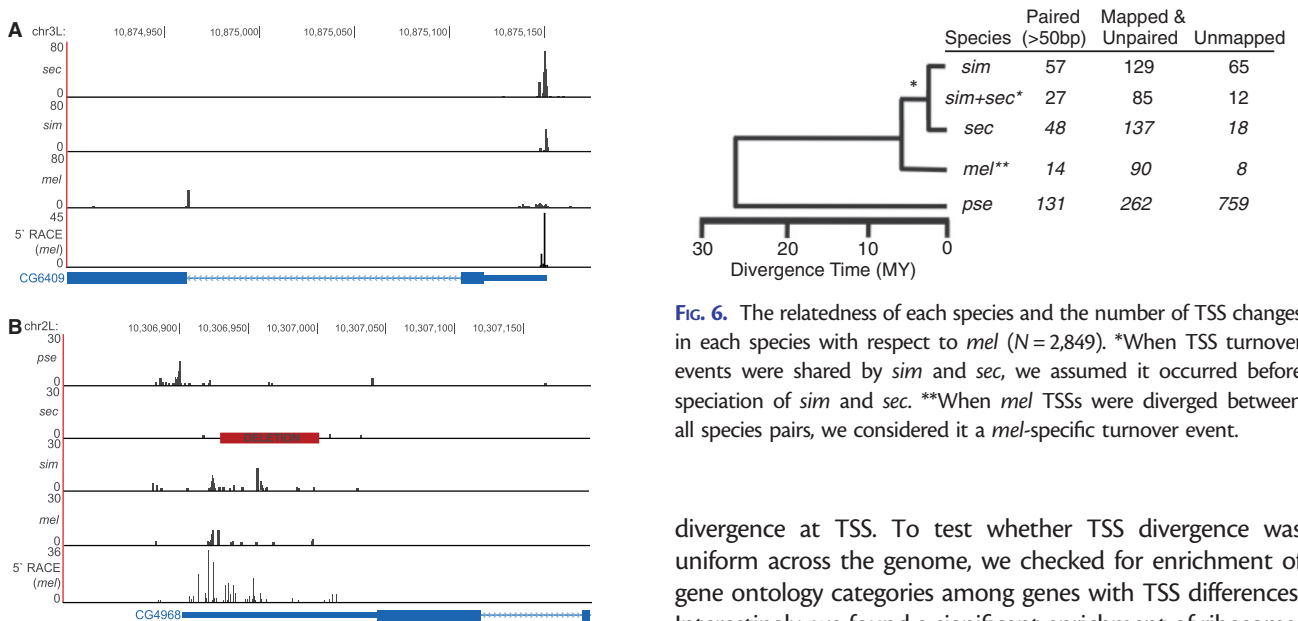 A
chr3L: 10,874,950 10,875,000 10,875,050 10,875,100 10,875,150
80
sec
0
80
sim
0
80
mel
0
45
5` RACE
(mel)
0
CG6409
B
chr2L: 10,306,900 10,306,950 10,307,000 10,307,050 10,307,100 10,307,150
30
pse
0
30
sec
DELETION
0
30
sim
0
30
mel
0
36
5` RACE
(mel)
0
CG4968
Paired Mapped &
Species (>50bp) Unpaired Unmapped
sim 57 129 65
* sim+sec* 27 85 12
sec 48 137 18
mel** 14 90 8
pse 131 262 759
30 20 10 0
Divergence Time (MY)
FIG. 6. The relatedness of each species and the number of TSS changes
in each species with respect to mel (N = 2,849). *When TSS turnover
events were shared by sim and sec, we assumed it occurred before
speciation of sim and sec. **When mel TSSs were diverged between
all species pairs, we considered it a mel-specific turnover event.
divergence at TSS. To test whether TSS divergence was
uniform across the genome, we checked for enrichment of
gene ontology categories among genes with TSS differences.